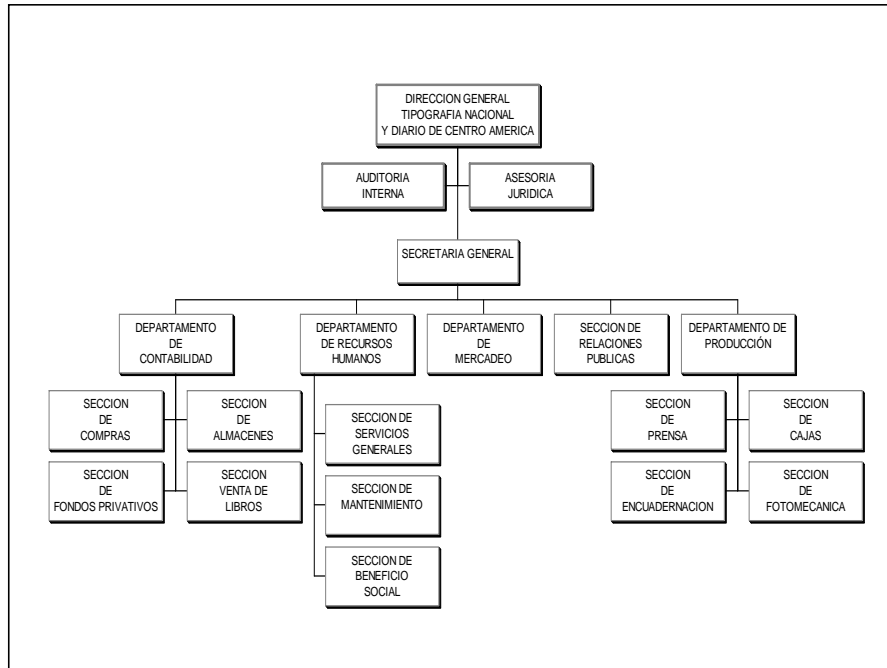 DIRECCION GENERAL
TIPOGRAFIA NACIONAL
Y DIARIO DE CENTRO AMERICA
AUDITORIA
INTERNA
ASESORIA
JURIDICA
SECRETARIA GENERAL
DEPARTAMENTO
DE
CONTABILIDAD
DEPARTAMENTO
DE RECURSOS
HUMANOS
DEPARTAMENTO
DE
MERCADEO
SECCION DE
RELACIONES
PUBLICAS
DEPARTAMENTO DE
PRODUCCIÓN
SECCION
DE
COMPRAS
SECCION
DE
ALMACENES
SECCION
DE
FONDOS PRIVATIVOS
SECCION
VENTA DE
LIBROS
SECCION DE
SERVICIOS
GENERALES
SECCION DE
MANTENIMIENTO
SECCION DE
BENEFICIO
SOCIAL
SECCION
DE
PRENSA
SECCION
DE
CAJAS
SECCION
DE
ENCUADERNACION
SECCION
DE
FOTOMECANICA